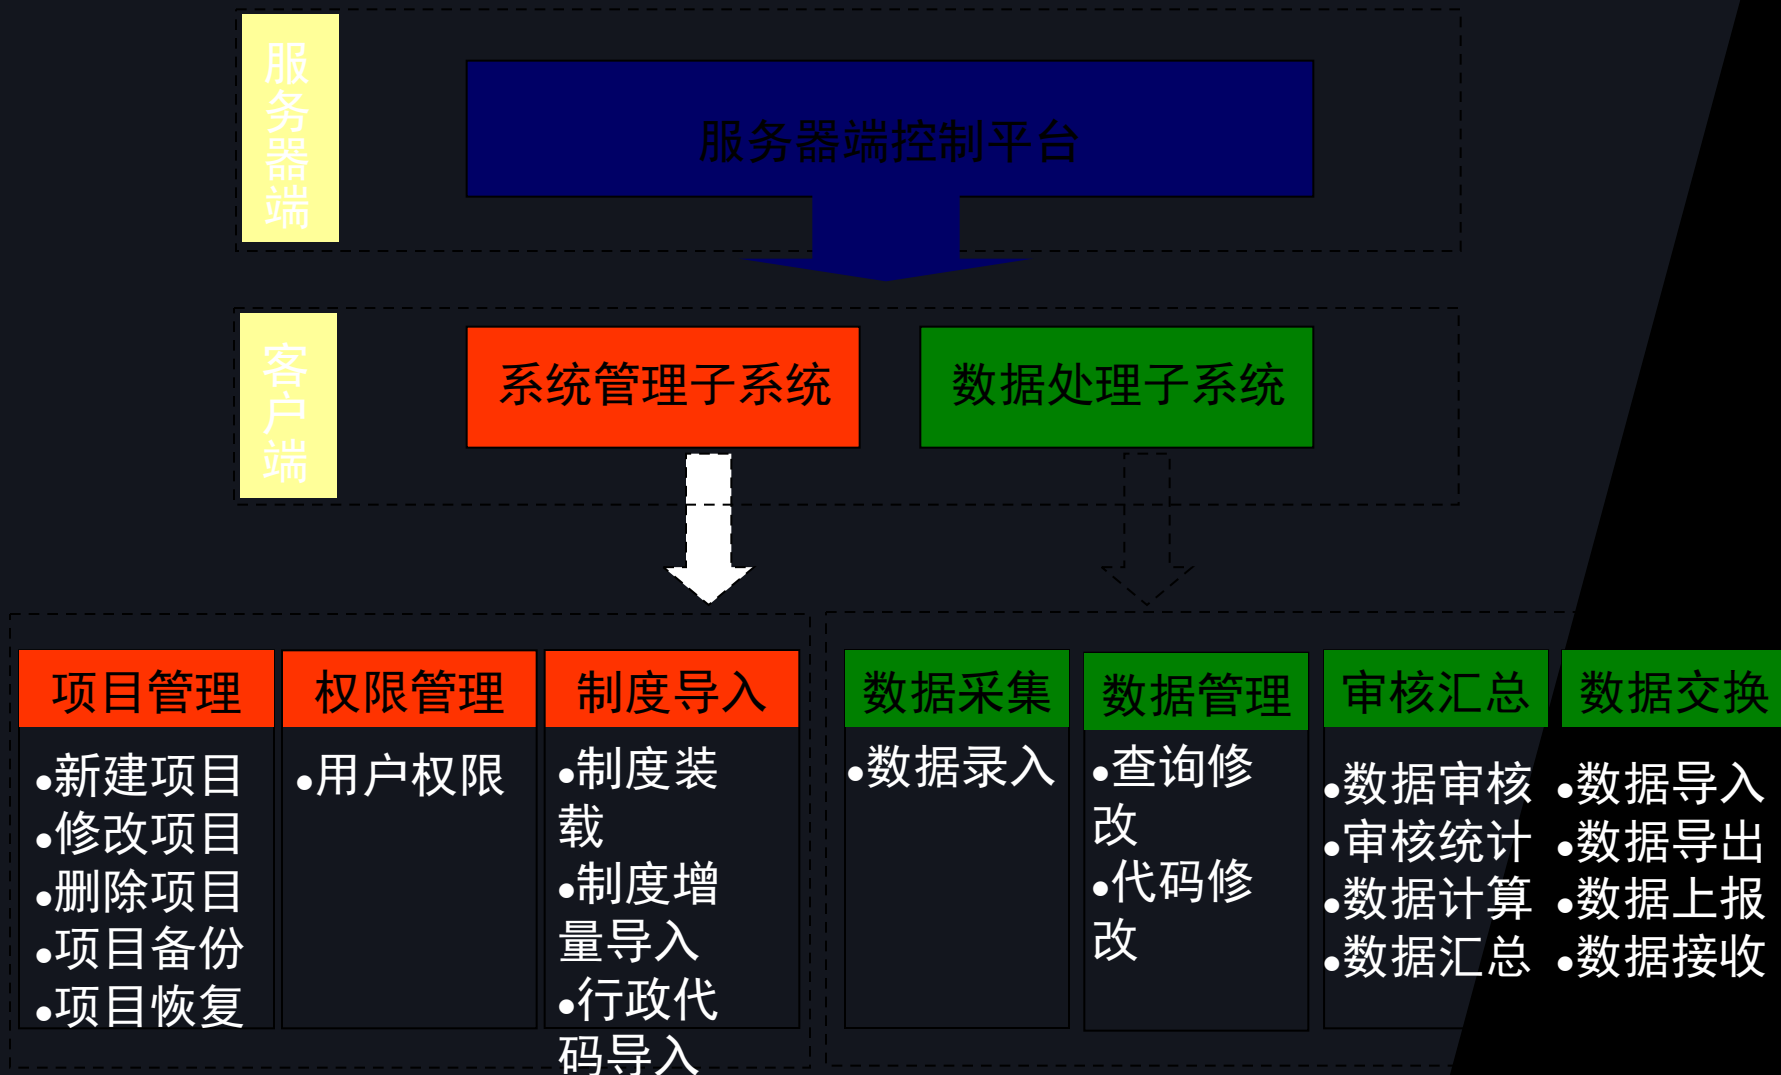 服
务
器
端
服务器端控制平台
客
户
端
系统管理子系统
数据处理子系统
项目管理
●新建项目
●修改项目
●删除项目
●项目备份
●项目恢复
权限管理
●用户权限
制度导入
●制度装
载
●制度增
量导入
●行政代
码导入
数据采集
●数据录入
数据管理
●查询修
改
●代码修
改
审核汇总
●数据审核
●审核统计
●数据计算
●数据汇总
数据交换
●数据导入
●数据导出
●数据上报
●数据接收